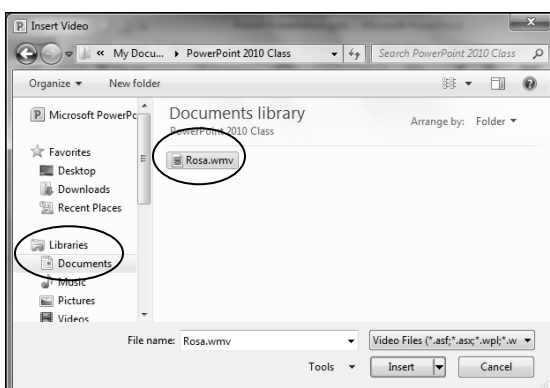 Insert Video
« My Docu... ▸ PowerPoint 2010 Class
Search PowerPoint 2010 Class
Organize ▾ New folder
Microsoft PowerPc
Documents library
PowerPoint 2010 Class
Arrange by: Folder ▾
Favorites
Rosa.wmv
Desktop
Downloads
Recent Places
Libraries
Documents
Music
Pictures
Videos
File name: Rosa.wmv
Video Files (*.asf;*.asx;*.wpl;*.w
Tools ▾ Insert ▾ Cancel